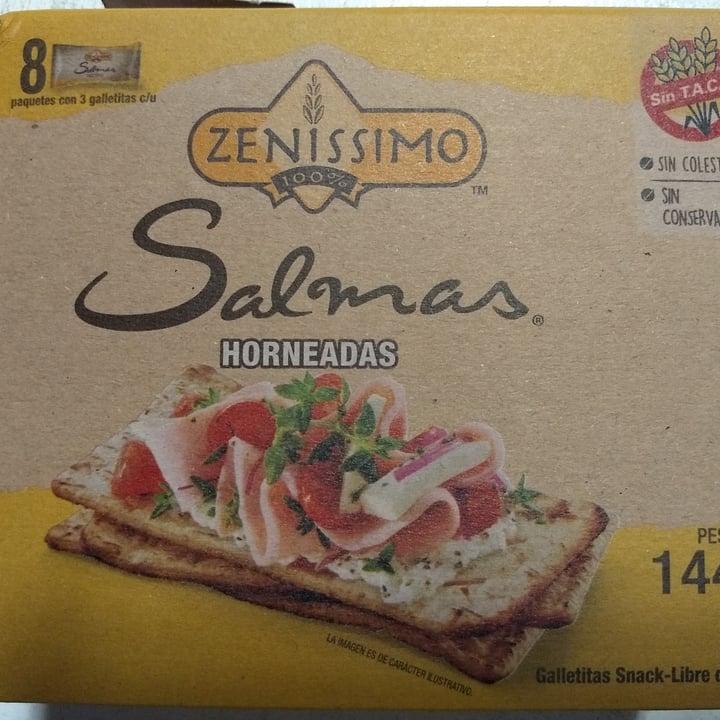 8
Salmas
paquetes con 3 galletitas c/u
ZENISSIMO
100%
TM
Salmas®
HORNEADAS
Sin T.A.C.
SIN COLEST
SIN
CONSERVA
PES
144
LA IMAGEN ES DE CARÁCTER ILUSTRATIVO.
Galletitas Snack-Libre d